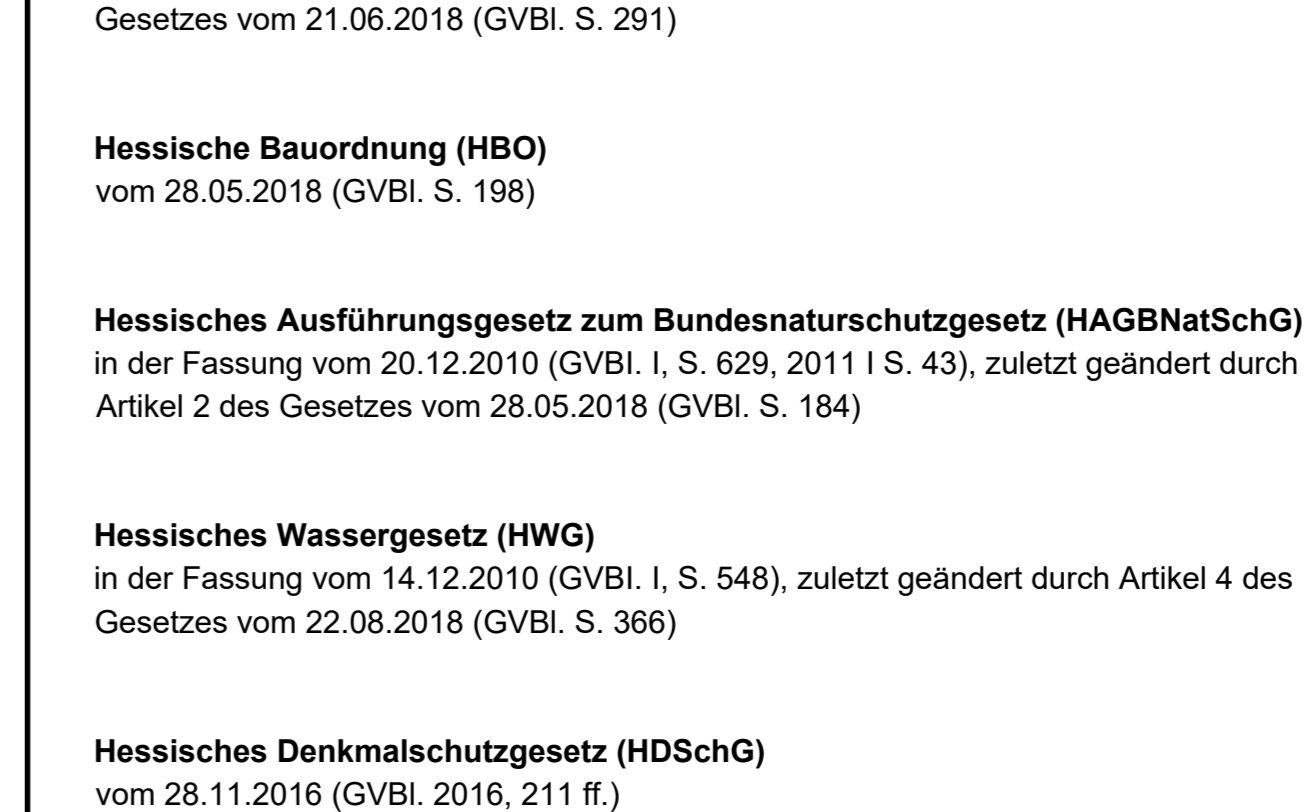 Gesetzes vom 21.06.2018 (GVBl. S. 291)
Hessische Bauordnung (HBO)
vom 28.05.2018 (GVBl. S. 198)
Hessisches Ausführungsgesetz zum Bundesnaturschutzgesetz (HAGBNatSchG)
in der Fassung vom 20.12.2010 (GVBl. I, S. 629, 2011 I S. 43), zuletzt geändert durch
Artikel 2 des Gesetzes vom 28.05.2018 (GVBl. S. 184)
Hessisches Wassergesetz (HWG)
in der Fassung vom 14.12.2010 (GVBl. I, S. 548), zuletzt geändert durch Artikel 4 des
Gesetzes vom 22.08.2018 (GVBl. S. 366)
Hessisches Denkmalschutzgesetz (HDSchG)
vom 28.11.2016 (GVBl. 2016, 211 ff.)